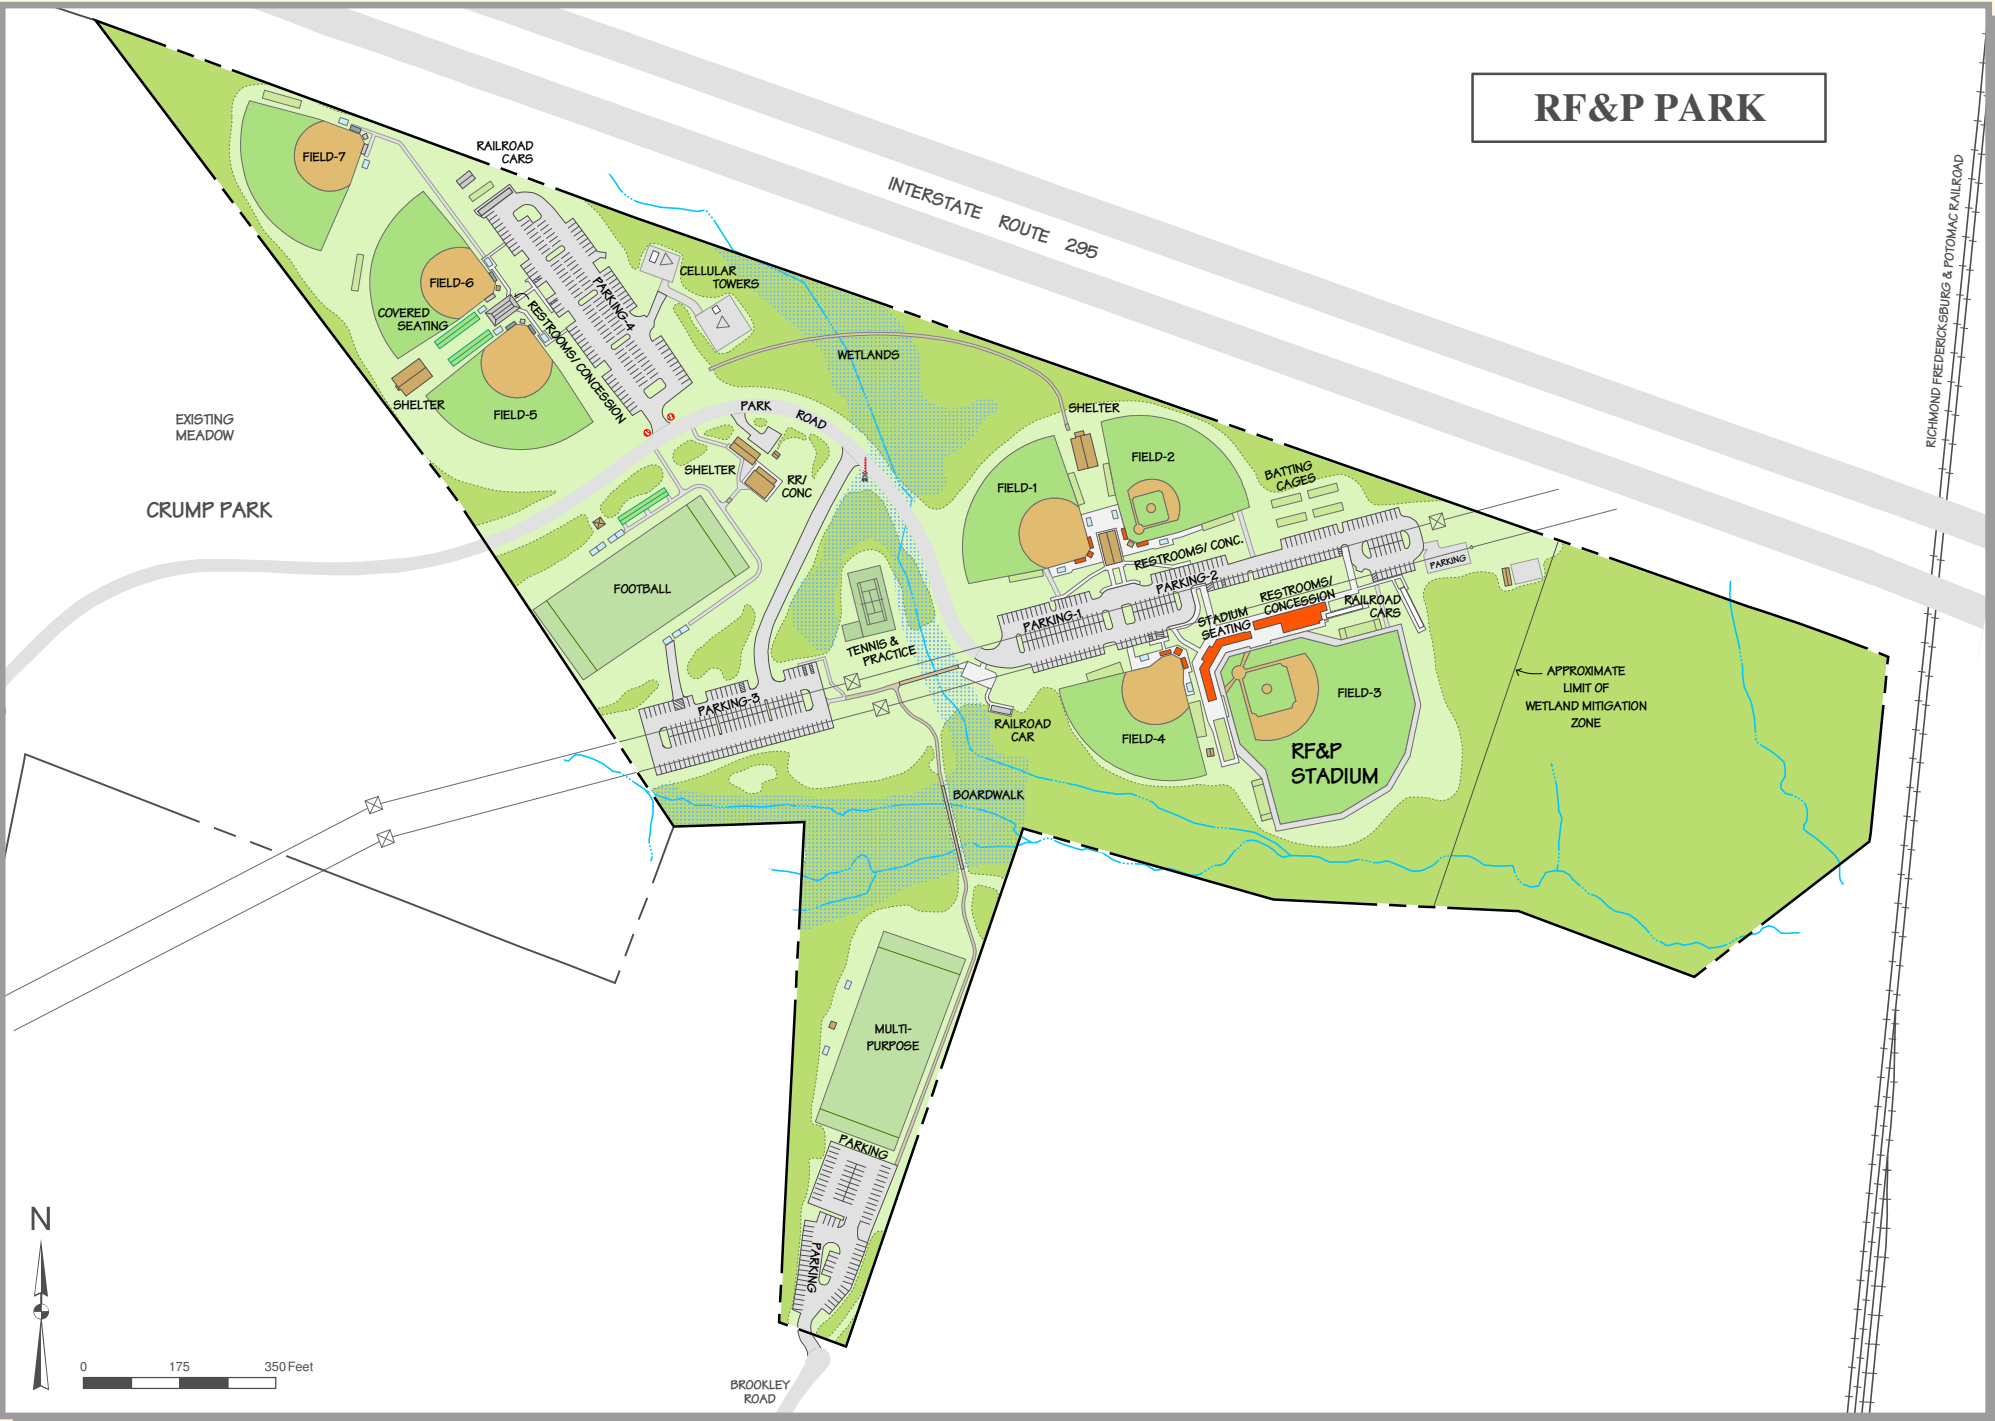 RF&P PARK
RAILROAD
CARS
FIELD-7
INTERSTATE ROUTE 295
RICHMOND FREDERICKSBURG & POTOMAC RAILROAD
CELLULAR
TOWERS
FIELD-6
PARKING-4
COVERED
SEATING
RESTROOMS/ CONCESSION
WETLANDS
SHELTER
FIELD-5
PARK ROAD
SHELTER
EXISTING
MEADOW
CRUMP PARK
SHELTER
RR/
CONC
FIELD-2
FIELD-1
BATTING
CAGES
RESTROOMS/ CONC.
PARKING
FOOTBALL
PARKING-2
RESTROOMS/
CONCESSION
RAILROAD
CARS
PARKING-1
STADIUM
SEATING
TENNIS &
PRACTICE
APPROXIMATE
LIMIT OF
WETLAND MITIGATION
ZONE
PARKING-3
FIELD-3
RAILROAD
CAR
FIELD-4
RF&P
STADIUM
BOARDWALK
MULTI-
PURPOSE
PARKING
PARKING
N
0 175 350 Feet
BROOKLEY
ROAD